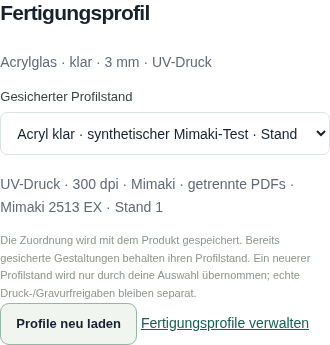 Fertigungsprofil
Acrylglas · klar · 3 mm · UV-Druck
Gesicherter Profilstand
Acryl klar · synthetischer Mimaki-Test · Stand
UV-Druck · 300 dpi · Mimaki · getrennte PDFs ·
Mimaki 2513 EX · Stand 1
Die Zuordnung wird mit dem Produkt gespeichert. Bereits
gesicherte Gestaltungen behalten ihren Profilstand. Ein neuerer
Profilstand wird nur durch deine Auswahl übernommen; echte
Druck-/Gravurfreigaben bleiben separat.
Profile neu laden Fertigungsprofile verwalten